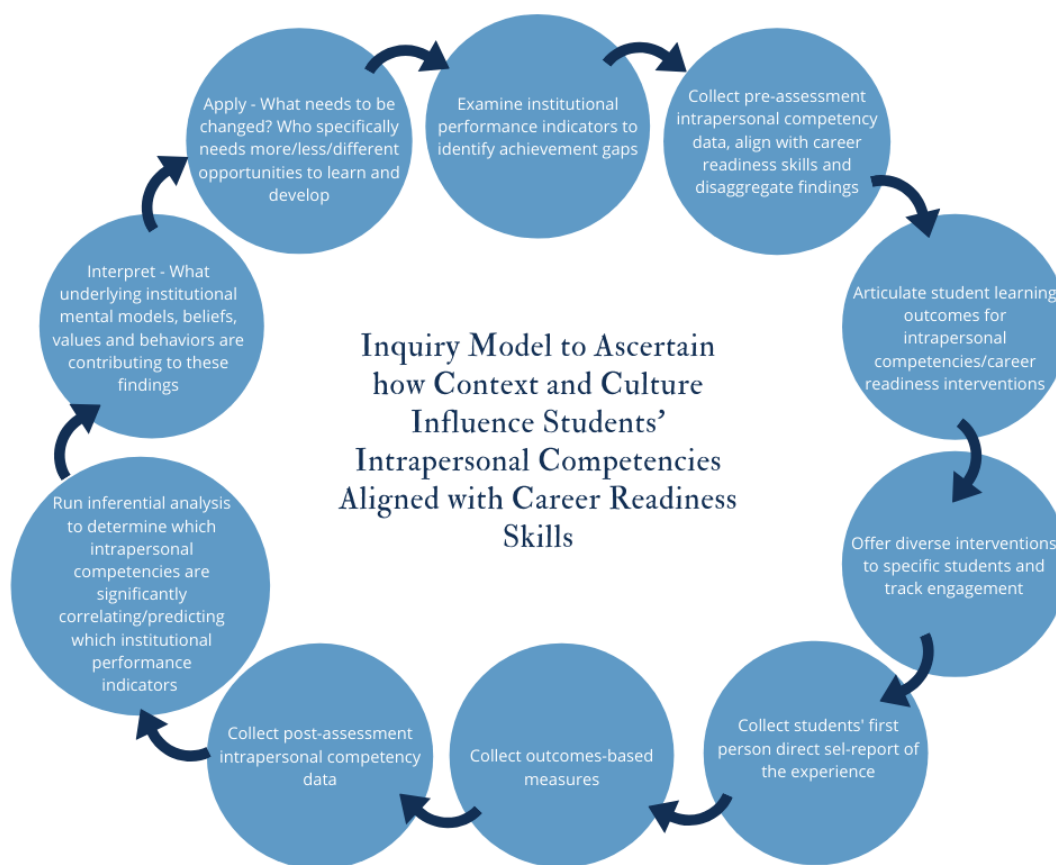 Apply - What needs to be
changed? Who specifically
needs more/less/different
opportunities to learn and
develop
Examine institutional
performance indicators to
identify achievement gaps
Collect pre-assessment
intrapersonal competency
data, align with career
readiness skills and
disaggregate findings
Articulate student learning
outcomes for
intrapersonal
competencies/career
readiness interventions
Offer diverse interventions
to specific students and
track engagement
Collect students' first
person direct sel-report of
the experience
Collect outcomes-based
measures
Collect post-assessment
intrapersonal competency
data
Run inferential analysis
to determine which
intrapersonal
competencies are
significantly
correlating/predicting
which institutional
performance
indicators
Interpret - What
underlying institutional
mental models, beliefs,
values and behaviors are
contributing to these
findings
Inquiry Model to Ascertain
how Context and Culture
Influence Students'
Intrapersonal Competencies
Aligned with Career Readiness
Skills